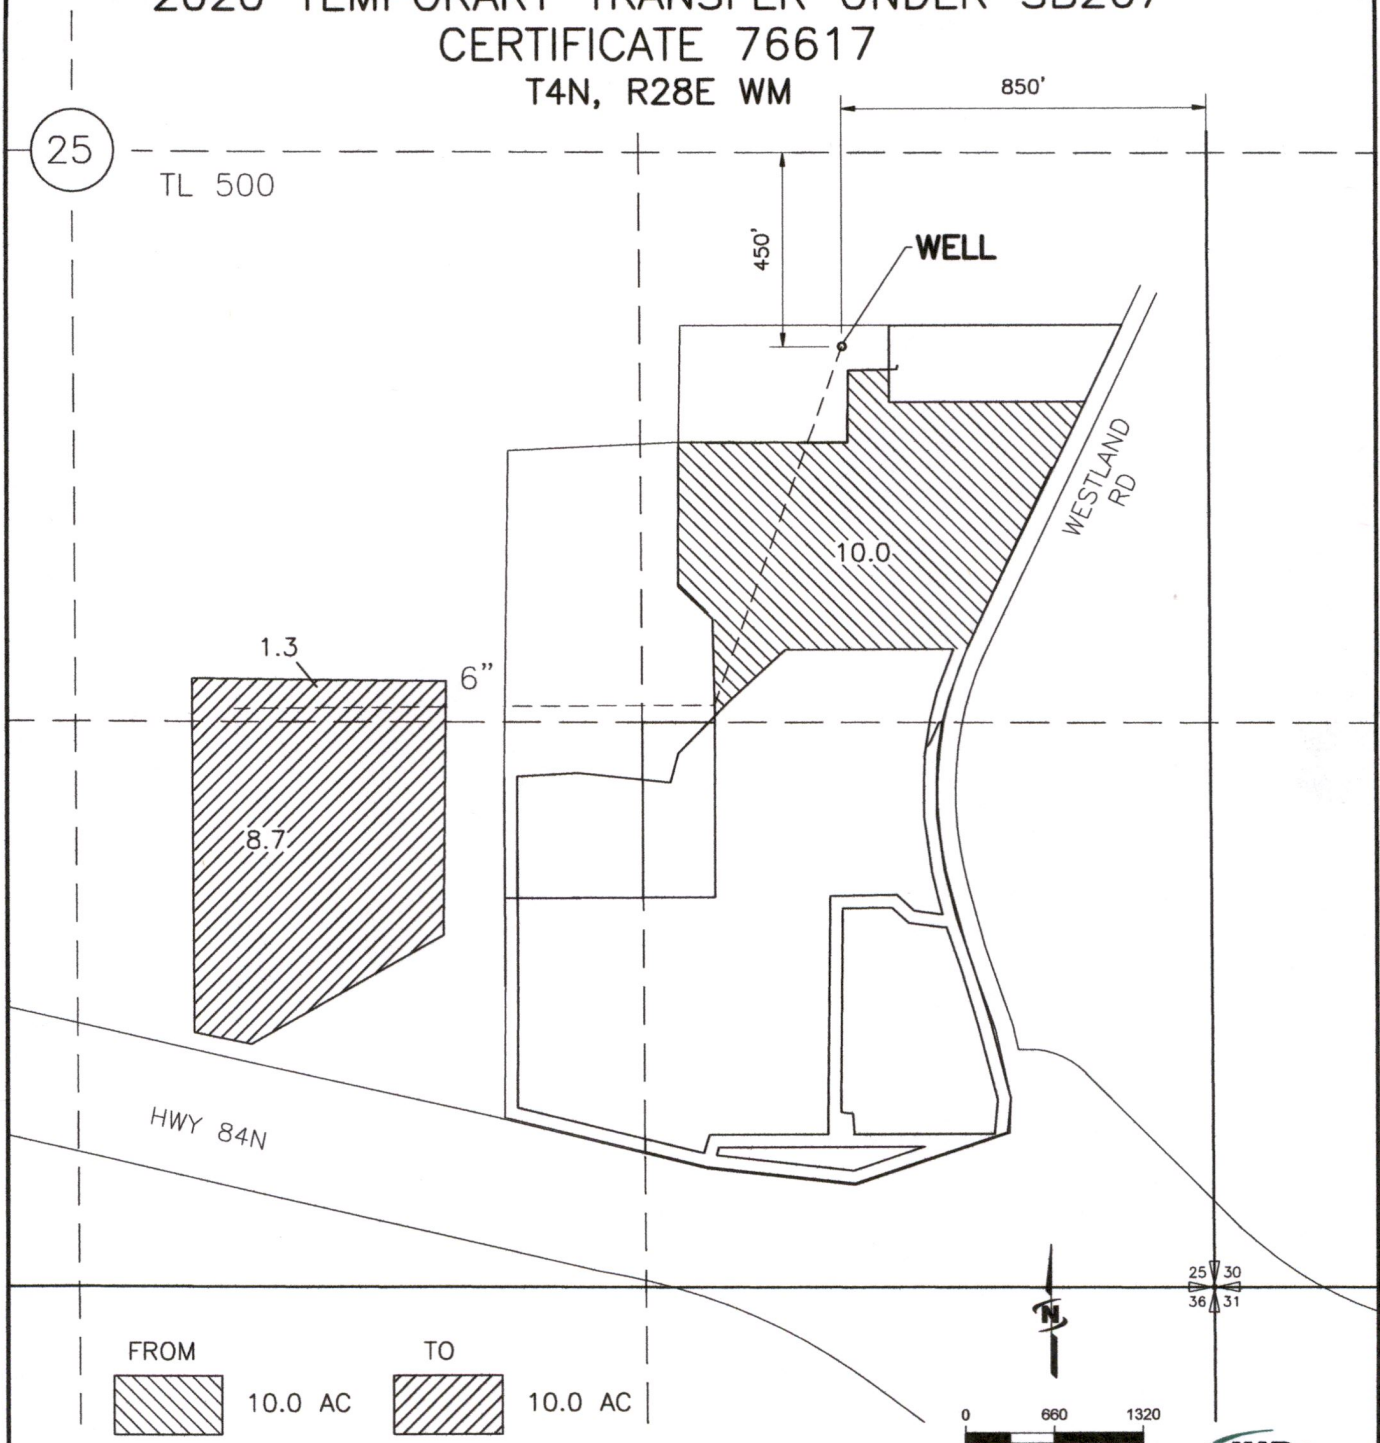 CERTIFICATE 76617
T4N, R28E WM
850'
25
TL 500
450'
WELL
WESTLAND
RD
10.0
1.3
6"
8.7
HWY 84N
25 30
36 31
N
FROM
TO
10.0 AC
10.0 AC
0 660 1320